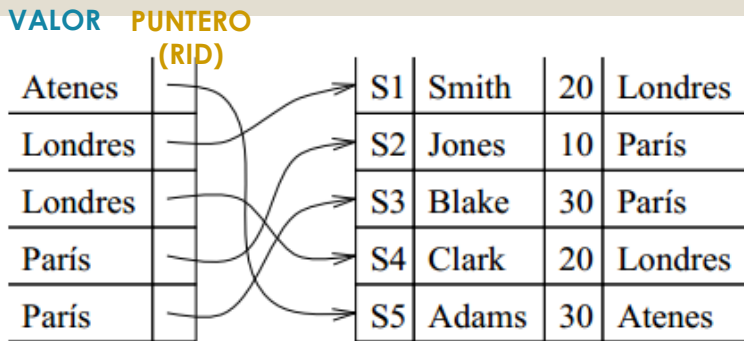 VALOR PUNTERO
(RID)
Atenes S1 Smith 20 Londres
Londres S2 Jones 10 París
Londres S3 Blake 30 París
París S4 Clark 20 Londres
París S5 Adams 30 Atenes